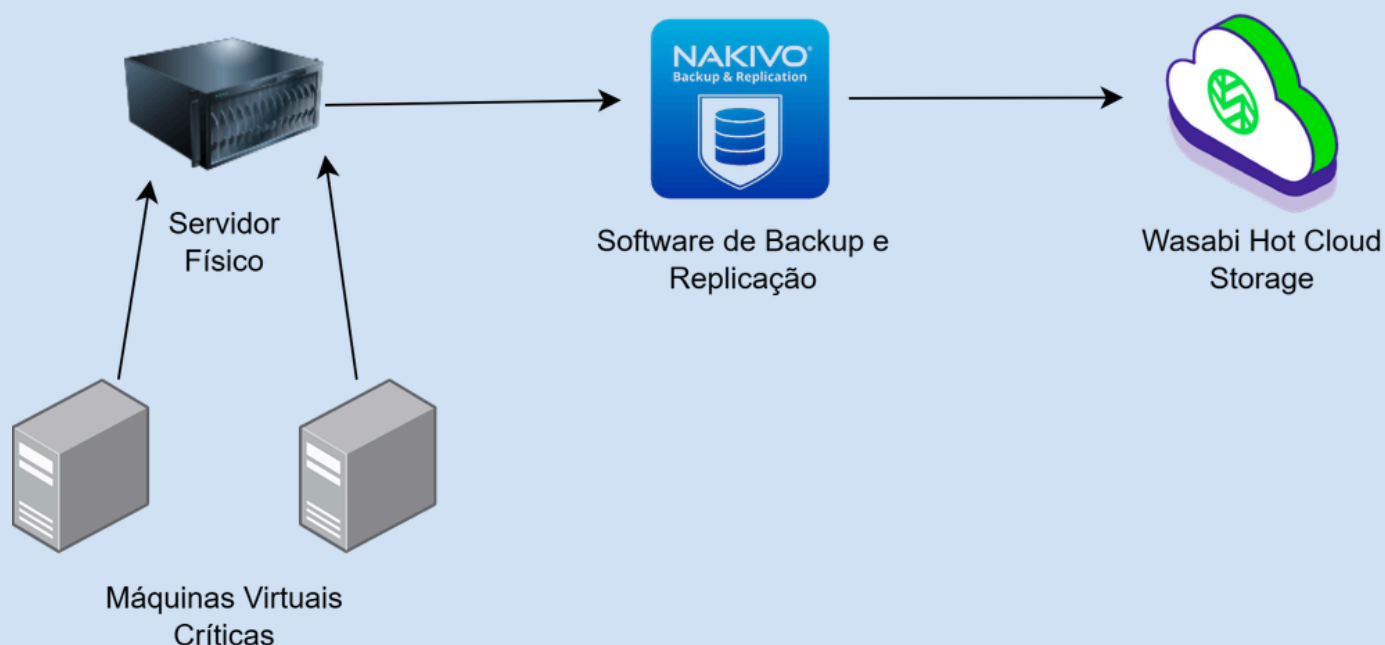 NAKIVO®
Backup & Replication
Servidor
Físico
Software de Backup e
Replicação
Wasabi Hot Cloud
Storage
Máquinas Virtuais
Críticas